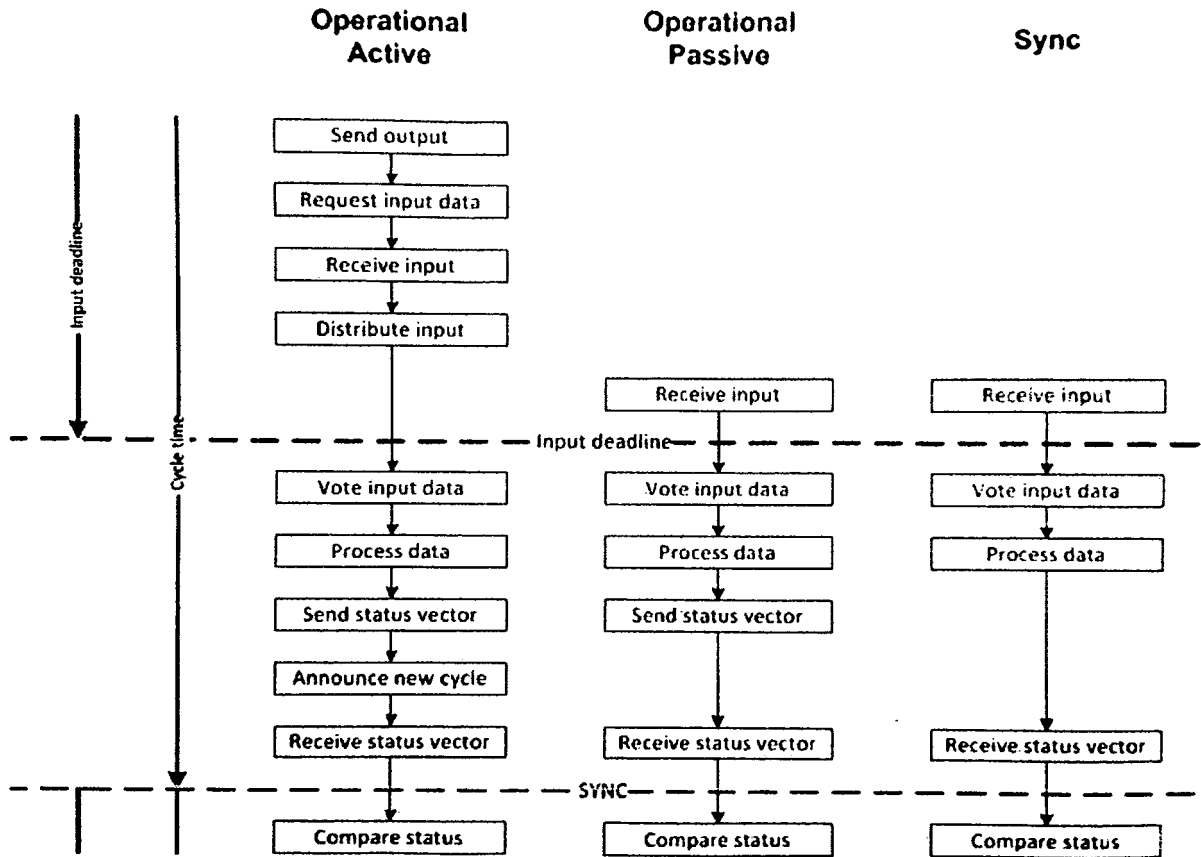 Operational
Active
Operational
Passive
Sync
Send output
Request input data
Receive input
Distribute input
Input deadline
Cycle time
Receive input
Receive input
Input deadline
Vote input data
Vote input data
Vote input data
Process data
Process data
Process data
Send status vector
Send status vector
Announce new cycle
Receive status vector
Receive status vector
Receive status vector
SYNC
Compare status
Compare status
Compare status